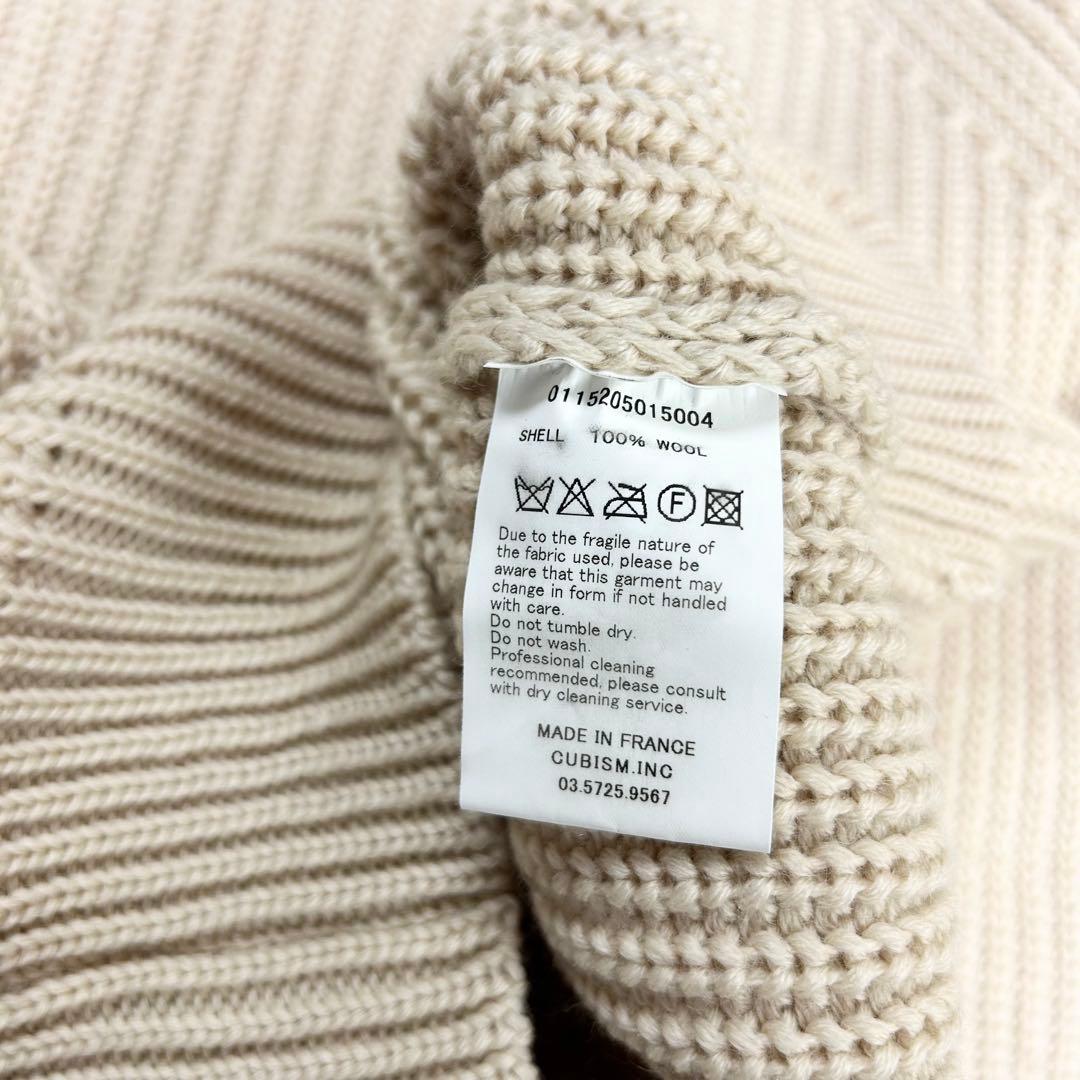 0115205015004
SHELL 100% WOOL
F
Due to the fragile nature of
the fabric used, please be
aware that this garment may
change in form if not handled
with care.
Do not tumble dry.
Do not wash.
Professional cleaning
recommended, please consult
with dry cleaning service.
MADE IN FRANCE
CUBISM.INC
03.5725.9567